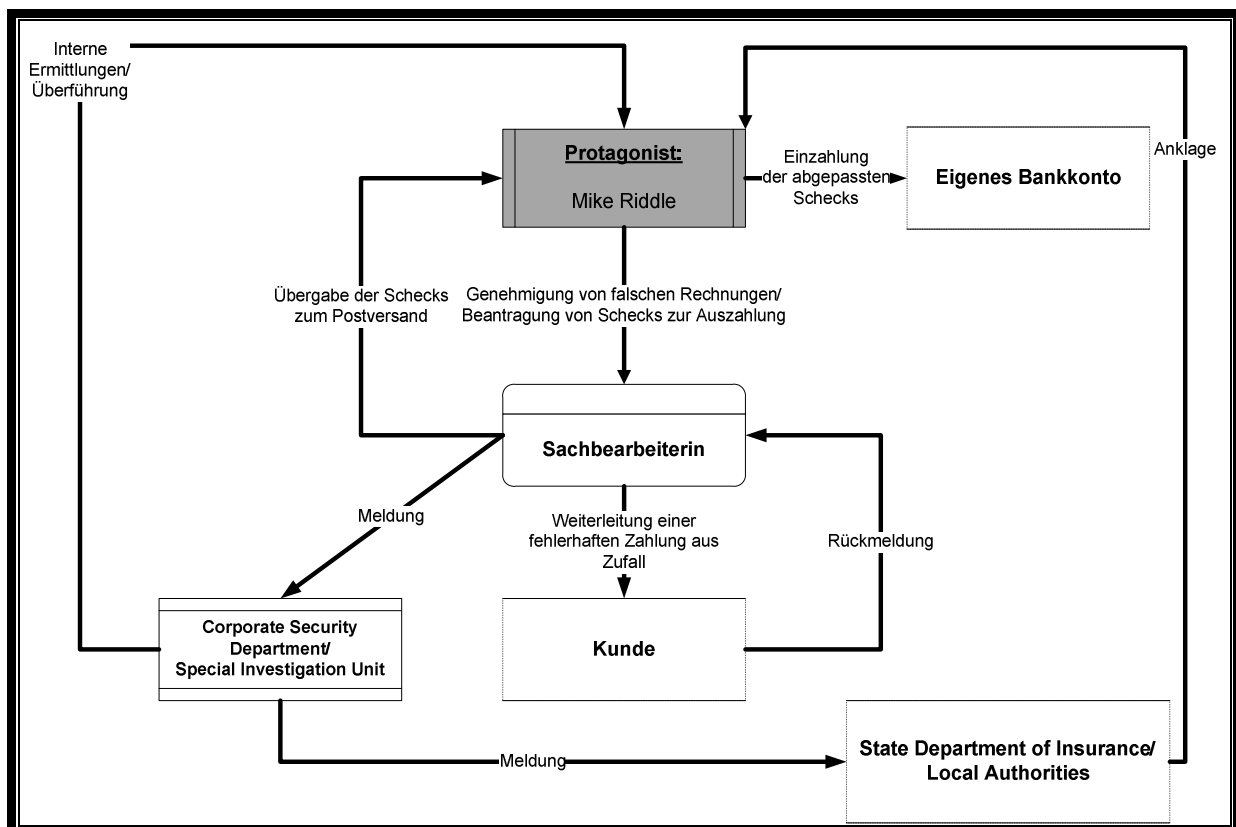 Interne
Ermittlungen/
Überführung
Protagonist:
Mike Riddle
Einzahlung
der abgepassten
Schecks
Eigenes Bankkonto
Anklage
Übergabe der Schecks
zum Postversand
Genehmigung von falschen Rechnungen/
Beantragung von Schecks zur Auszahlung
Sachbearbeiterin
Meldung
Weiterleitung einer
fehlerhaften Zahlung aus
Zufall
Rückmeldung
Corporate Security
Department/
Special Investigation Unit
Kunde
Meldung
State Department of Insurance/
Local Authorities